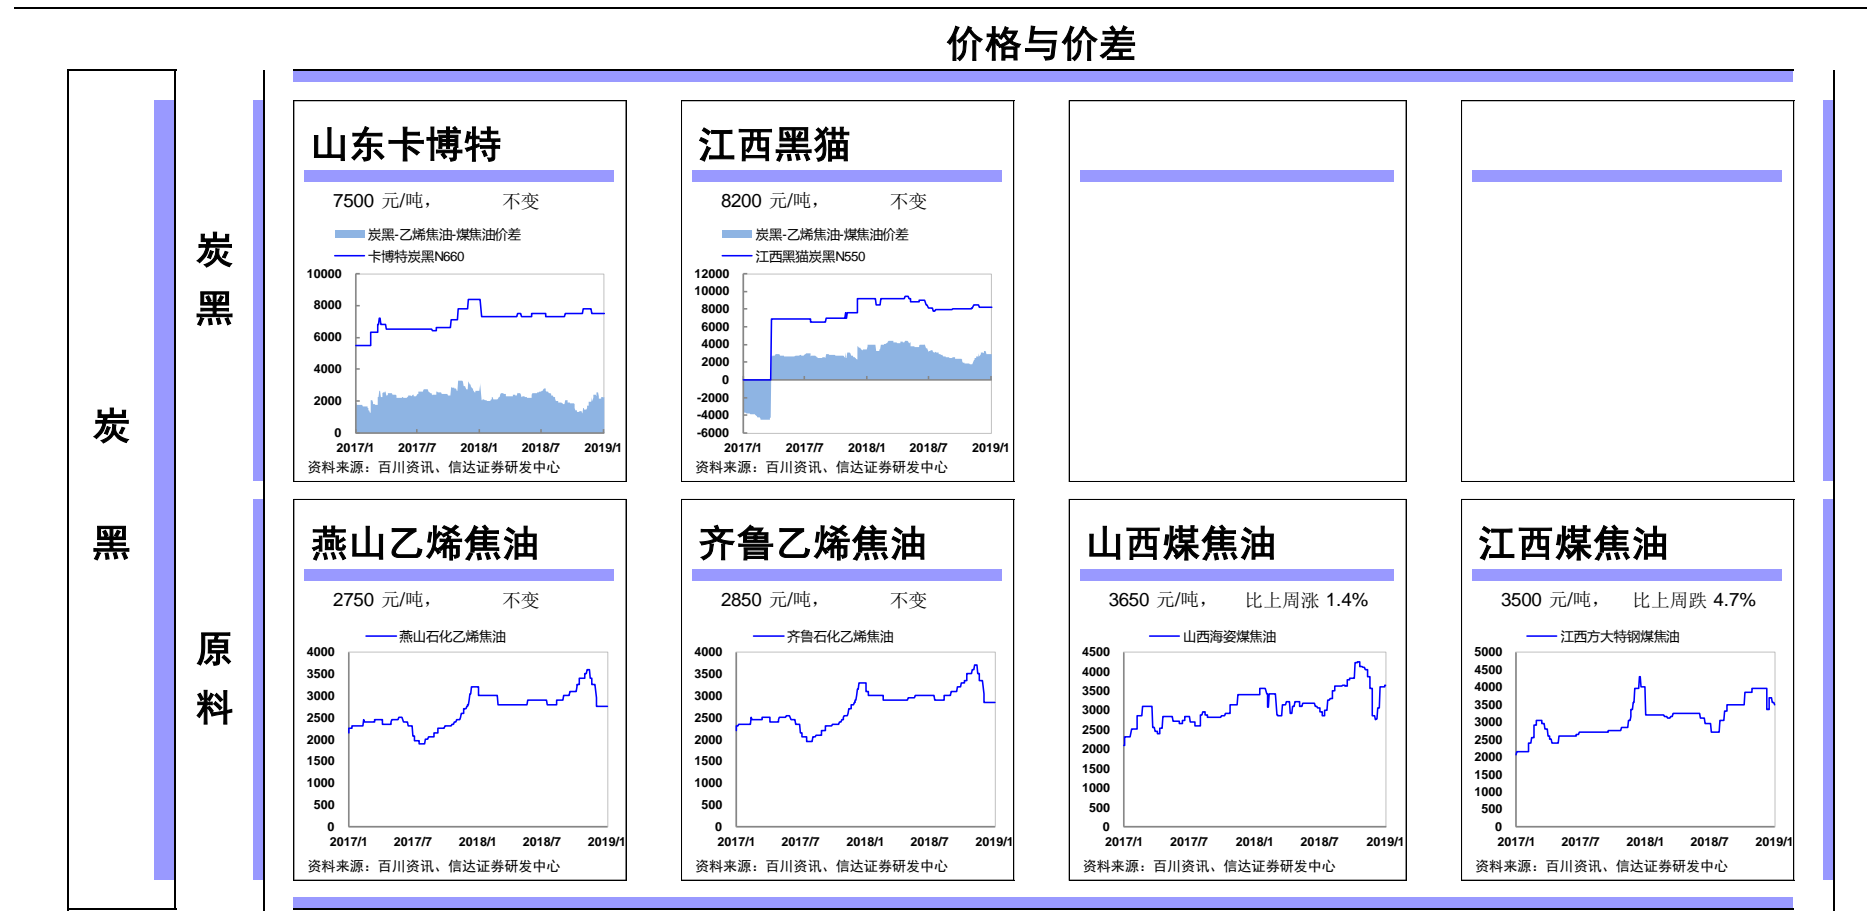 价格与价差
炭
黑
炭
黑
山东卡博特
7500 元/吨， 不变
炭黑-乙烯焦油-煤焦油价差
卡博特炭黑N660
10000
8000
6000
4000
2000
0
2017/1 2017/7 2018/1 2018/7 2019/1
资料来源：百川资讯、信达证券研发中心
江西黑猫
8200 元/吨， 不变
炭黑-乙烯焦油-煤焦油价差
江西黑猫炭黑N550
12000
10000
8000
6000
4000
2000
0
-2000
-4000
-6000
2017/1 2017/7 2018/1 2018/7 2019/1
资料来源：百川资讯、信达证券研发中心
原
料
燕山乙烯焦油
2750 元/吨， 不变
燕山石化乙烯焦油
4000
3500
3000
2500
2000
1500
1000
500
0
2017/1 2017/7 2018/1 2018/7 2019/1
资料来源：百川资讯、信达证券研发中心
齐鲁乙烯焦油
2850 元/吨， 不变
齐鲁石化乙烯焦油
4000
3500
3000
2500
2000
1500
1000
500
0
2017/1 2017/7 2018/1 2018/7 2019/1
资料来源：百川资讯、信达证券研发中心
山西煤焦油
3650 元/吨， 比上周涨 1.4%
山西海姿煤焦油
4500
4000
3500
3000
2500
2000
1500
1000
500
0
2017/1 2017/7 2018/1 2018/7 2019/1
资料来源：百川资讯、信达证券研发中心
江西煤焦油
3500 元/吨， 比上周跌 4.7%
江西方大特钢煤焦油
5000
4500
4000
3500
3000
2500
2000
1500
1000
500
0
2017/1 2017/7 2018/1 2018/7 2019/1
资料来源：百川资讯、信达证券研发中心